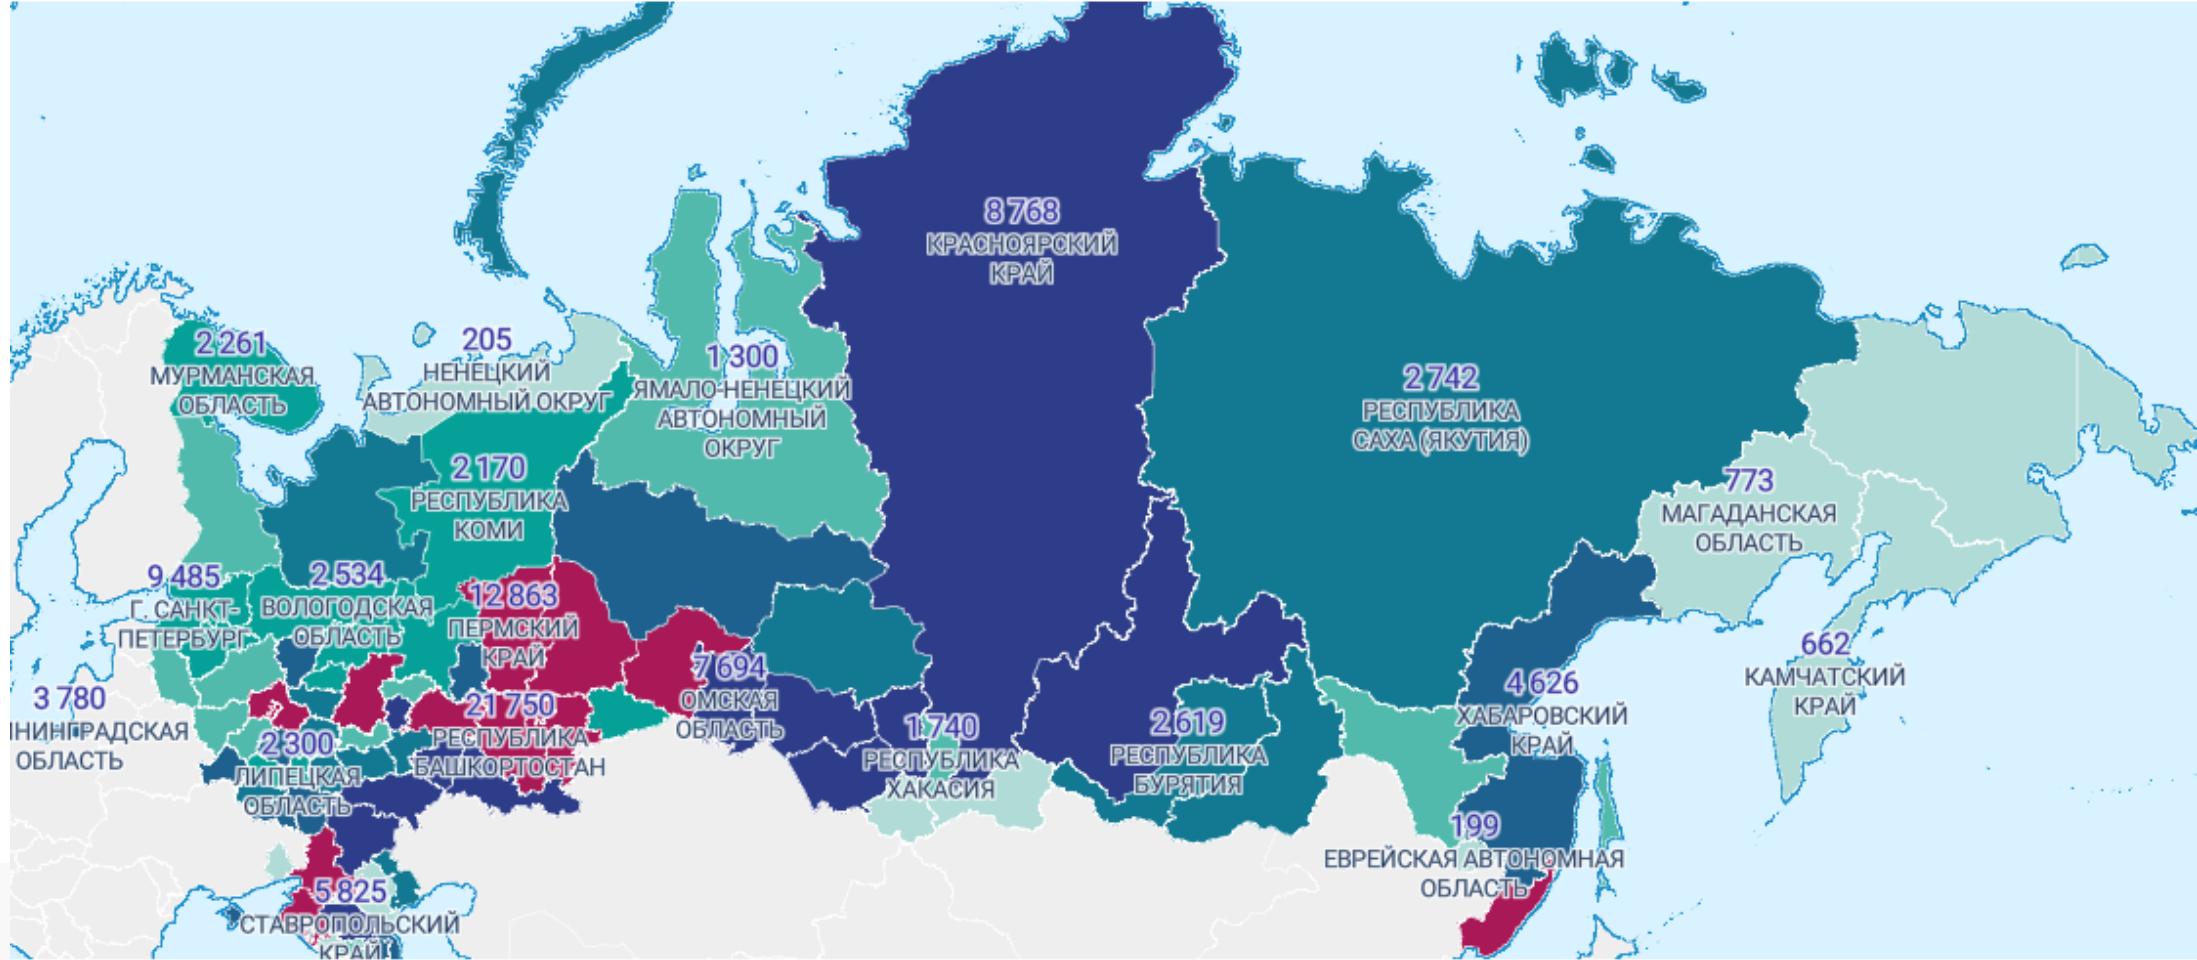 8 768
КРАСНОЯРСКИЙ
КРАЙ
2 261
МУРМАНСКАЯ
ОБЛАСТЬ
205
НЕНЕЦКИЙ
АВТОНОМНЫЙ ОКРУГ
1 300
ЯМАЛО-НЕНЕЦКИЙ
АВТОНОМНЫЙ
ОКРУГ
2 742
РЕСПУБЛИКА
САХА (ЯКУТИЯ)
2 170
РЕСПУБЛИКА
КОМИ
773
МАГАДАНСКАЯ
ОБЛАСТЬ
9 485
Г. САНКТ-
ПЕТЕРБУРГ
2 534
ВОЛОГОДСКАЯ
ОБЛАСТЬ
12 863
ПЕРМСКИЙ
КРАЙ
662
КАМЧАТСКИЙ
КРАЙ
7 694
ОМСКАЯ
ОБЛАСТЬ
3 780
НИНГРАДСКАЯ
ОБЛАСТЬ
21 750
РЕСПУБЛИКА
БАШКОРТОСТАН
4 626
ХАБАРОВСКИЙ
КРАЙ
2 300
ЛИПЕЦКАЯ
ОБЛАСТЬ
1 740
РЕСПУБЛИКА
ХАКАСИЯ
2 619
РЕСПУБЛИКА
БУРЯТИЯ
199
ЕВРЕЙСКАЯ АВТОНОМНАЯ
ОБЛАСТЬ
5 825
СТАВРОПОЛЬСКИЙ
КРАЙ